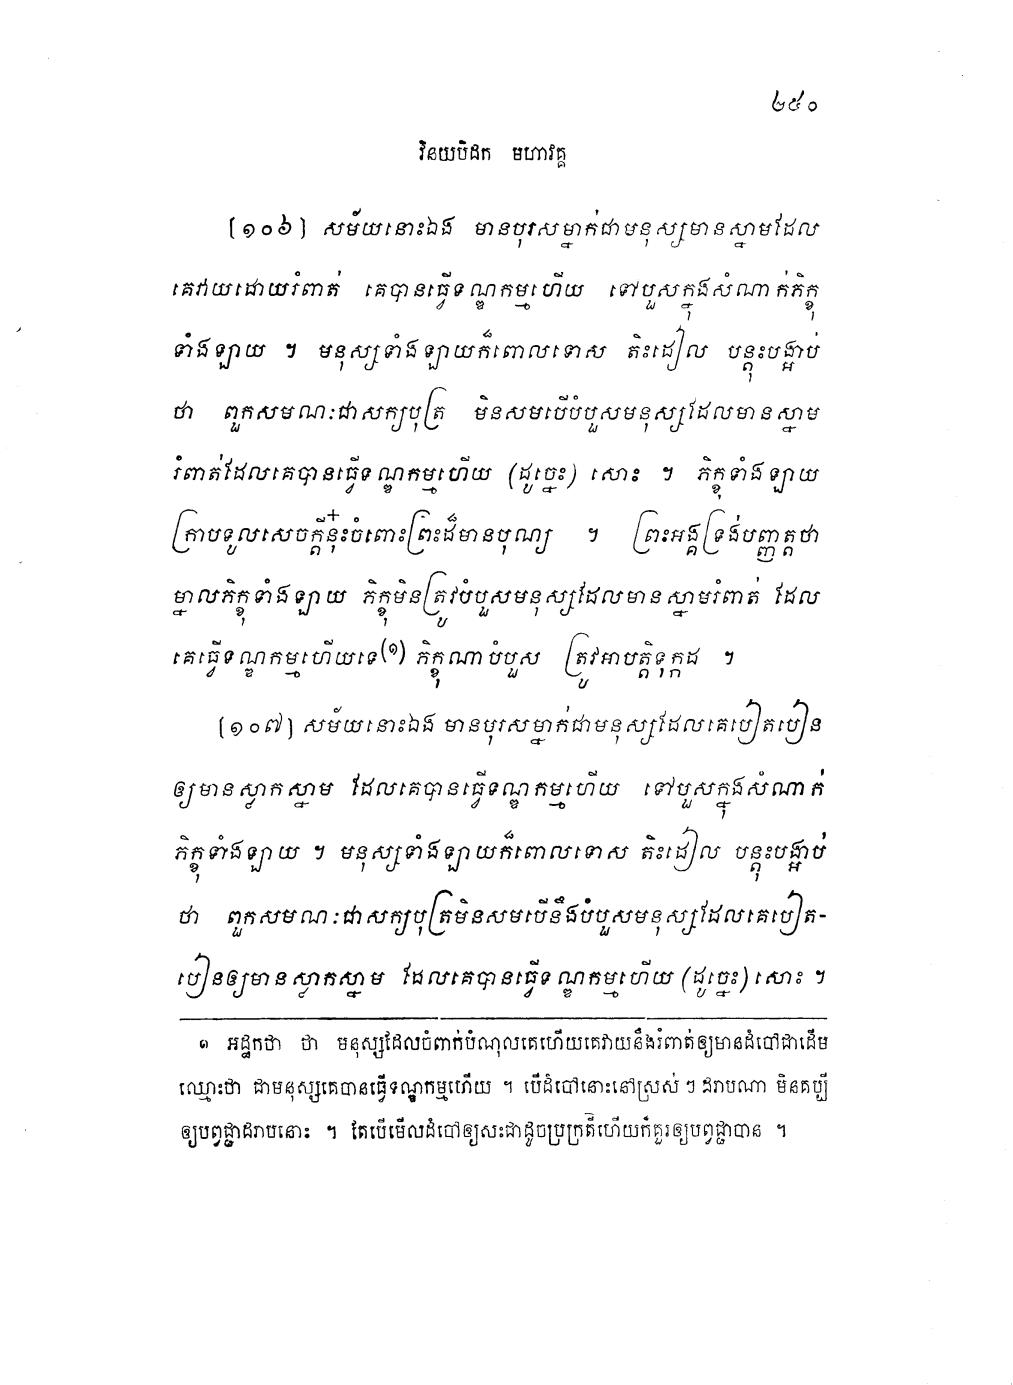 ២៥០
វិនយបិដក មហាវគ្គ
[១០៦] សម័យនោះឯង មានបុរសម្នាក់ជាមនុស្សមានស្នាមដែល
គេវាយដោយរំពាត់ គេបានធ្វើទណ្ឌកម្មហើយ ទៅបួសក្នុងសំណាក់ភិក្ខុ
ទាំងឡាយ ។ មនុស្សទាំងឡាយក៏ពោលទោស តិះដៀល បន្តុះបង្អាប់
ថា ពួកសមណៈជាសក្យបុត្រ មិនសមបើបំបួសមនុស្សដែលមានស្នាម
រំពាត់ដែលគេបានធ្វើទណ្ឌកម្មហើយ (ដូច្នេះ) សោះ ។ ភិក្ខុទាំងឡាយ
ក្រាបទូលសេចក្តីនុ៎ះចំពោះព្រះដ៏មានបុណ្យ ។ ព្រះអង្គទ្រង់បញ្ញត្តថា
ម្នាលភិក្ខុទាំងឡាយ ភិក្ខុមិនត្រូវបំបួសមនុស្សដែលមានស្នាមរំពាត់ ដែល
គេធ្វើទណ្ឌកម្មហើយទេ(១) ភិក្ខុណាបំបួស ត្រូវអាបត្តិទុក្កដ ។
[១០៧] សម័យនោះឯង មានបុរសម្នាក់ជាមនុស្សដែលគេបៀតបៀន
ឲ្យមានស្លាកស្នាម ដែលគេបានធ្វើទណ្ឌកម្មហើយ ទៅបួសក្នុងសំណាក់
ភិក្ខុទាំងឡាយ ។ មនុស្សទាំងឡាយក៏ពោលទោស តិះដៀល បន្តុះបង្អាប់
ថា ពួកសមណៈជាសក្យបុត្រមិនសមបើនឹងបំបួសមនុស្សដែលគេបៀត-
បៀនឲ្យមានស្លាកស្នាម ដែលគេបានធ្វើទណ្ឌកម្មហើយ (ដូច្នេះ) សោះ ។
១ អដ្ឋកថា ថា មនុស្សដែលចំពាក់បំណុលគេហើយគេវាយនឹងរំពាត់ឲ្យមានដំបៅជាដើម
ឈ្មោះថា ជាមនុស្សគេបានធ្វើទណ្ឌកម្មហើយ ។ បើដំបៅនោះនៅស្រស់ៗ ដរាបណា មិនគប្បី
ឲ្យបព្វជ្ជាដរាបនោះ ។ តែបើមើលដំបៅឲ្យសះជាដូចប្រក្រតីហើយក៏គួរឲ្យបព្វជ្ជាបាន ។